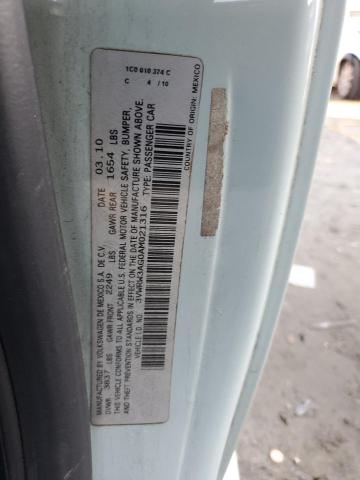 1C0 010 374 C
C 4 / 10
MANUFACTURED BY VOLKSWAGEN DE MEXICO S.A. DE C.V. DATE 03.10
GVWR 3637 LBS GAWR FRONT 2249 LBS GAWR REAR 1654 LBS
THIS VEHICLE CONFORMS TO ALL APPLICABLE U.S. FEDERAL MOTOR VEHICLE SAFETY, BUMPER,
AND THEFT PREVENTION STANDARDS IN EFFECT ON THE DATE OF MANUFACTURE SHOWN ABOVE.
VEHICLE I D. NO. 3VWRW3AG0AM021316 TYPE: PASSENGER CAR
COUNTRY OF ORIGIN: MEXICO